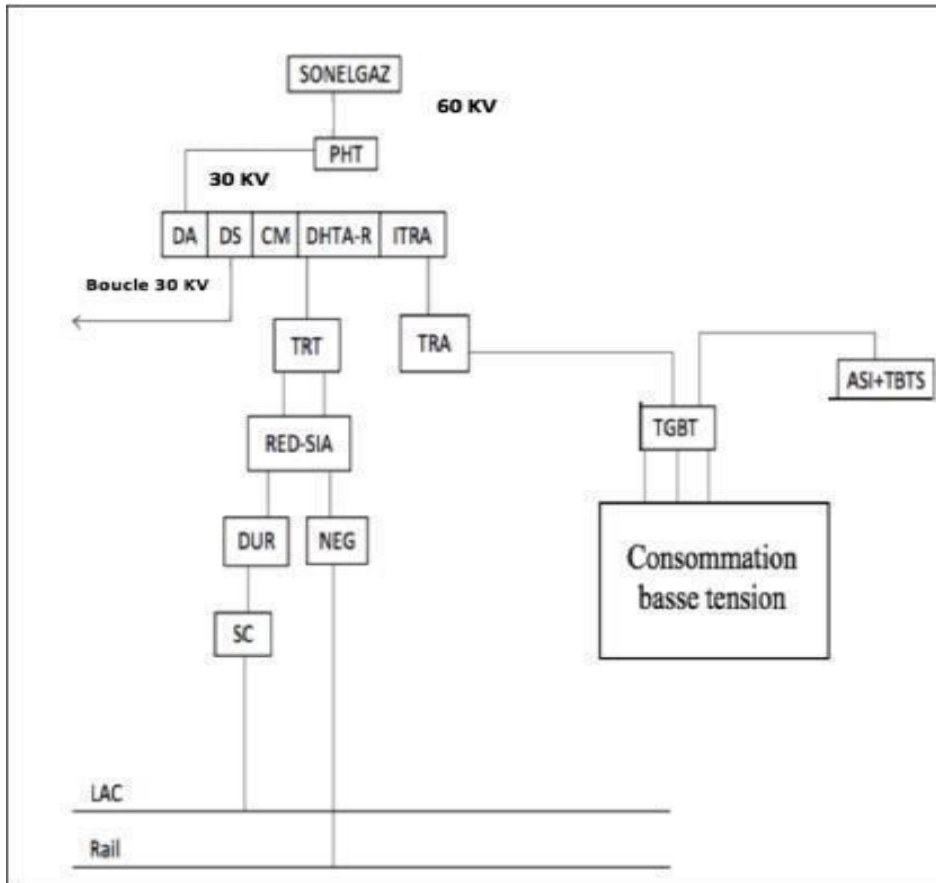 SONELGAZ
60 KV
PHT
30 KV
DA DS CM DHTA-R ITRA
Boucle 30 KV
TRT
TRA
ASI+TBTS
TGBT
RED-SIA
DUR
NEG
Consommation
basse tension
SC
LAC
Rail